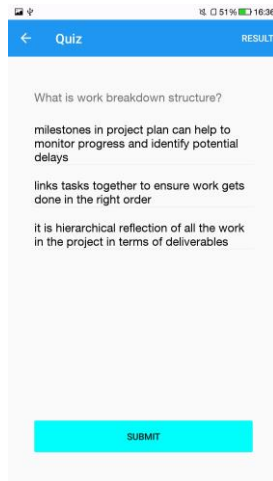 51% 16:36
Quiz
RESULT
What is work breakdown structure?
milestones in project plan can help to
monitor progress and identify potential
delays
links tasks together to ensure work gets
done in the right order
it is hierarchical reflection of all the work
in the project in terms of deliverables
SUBMIT